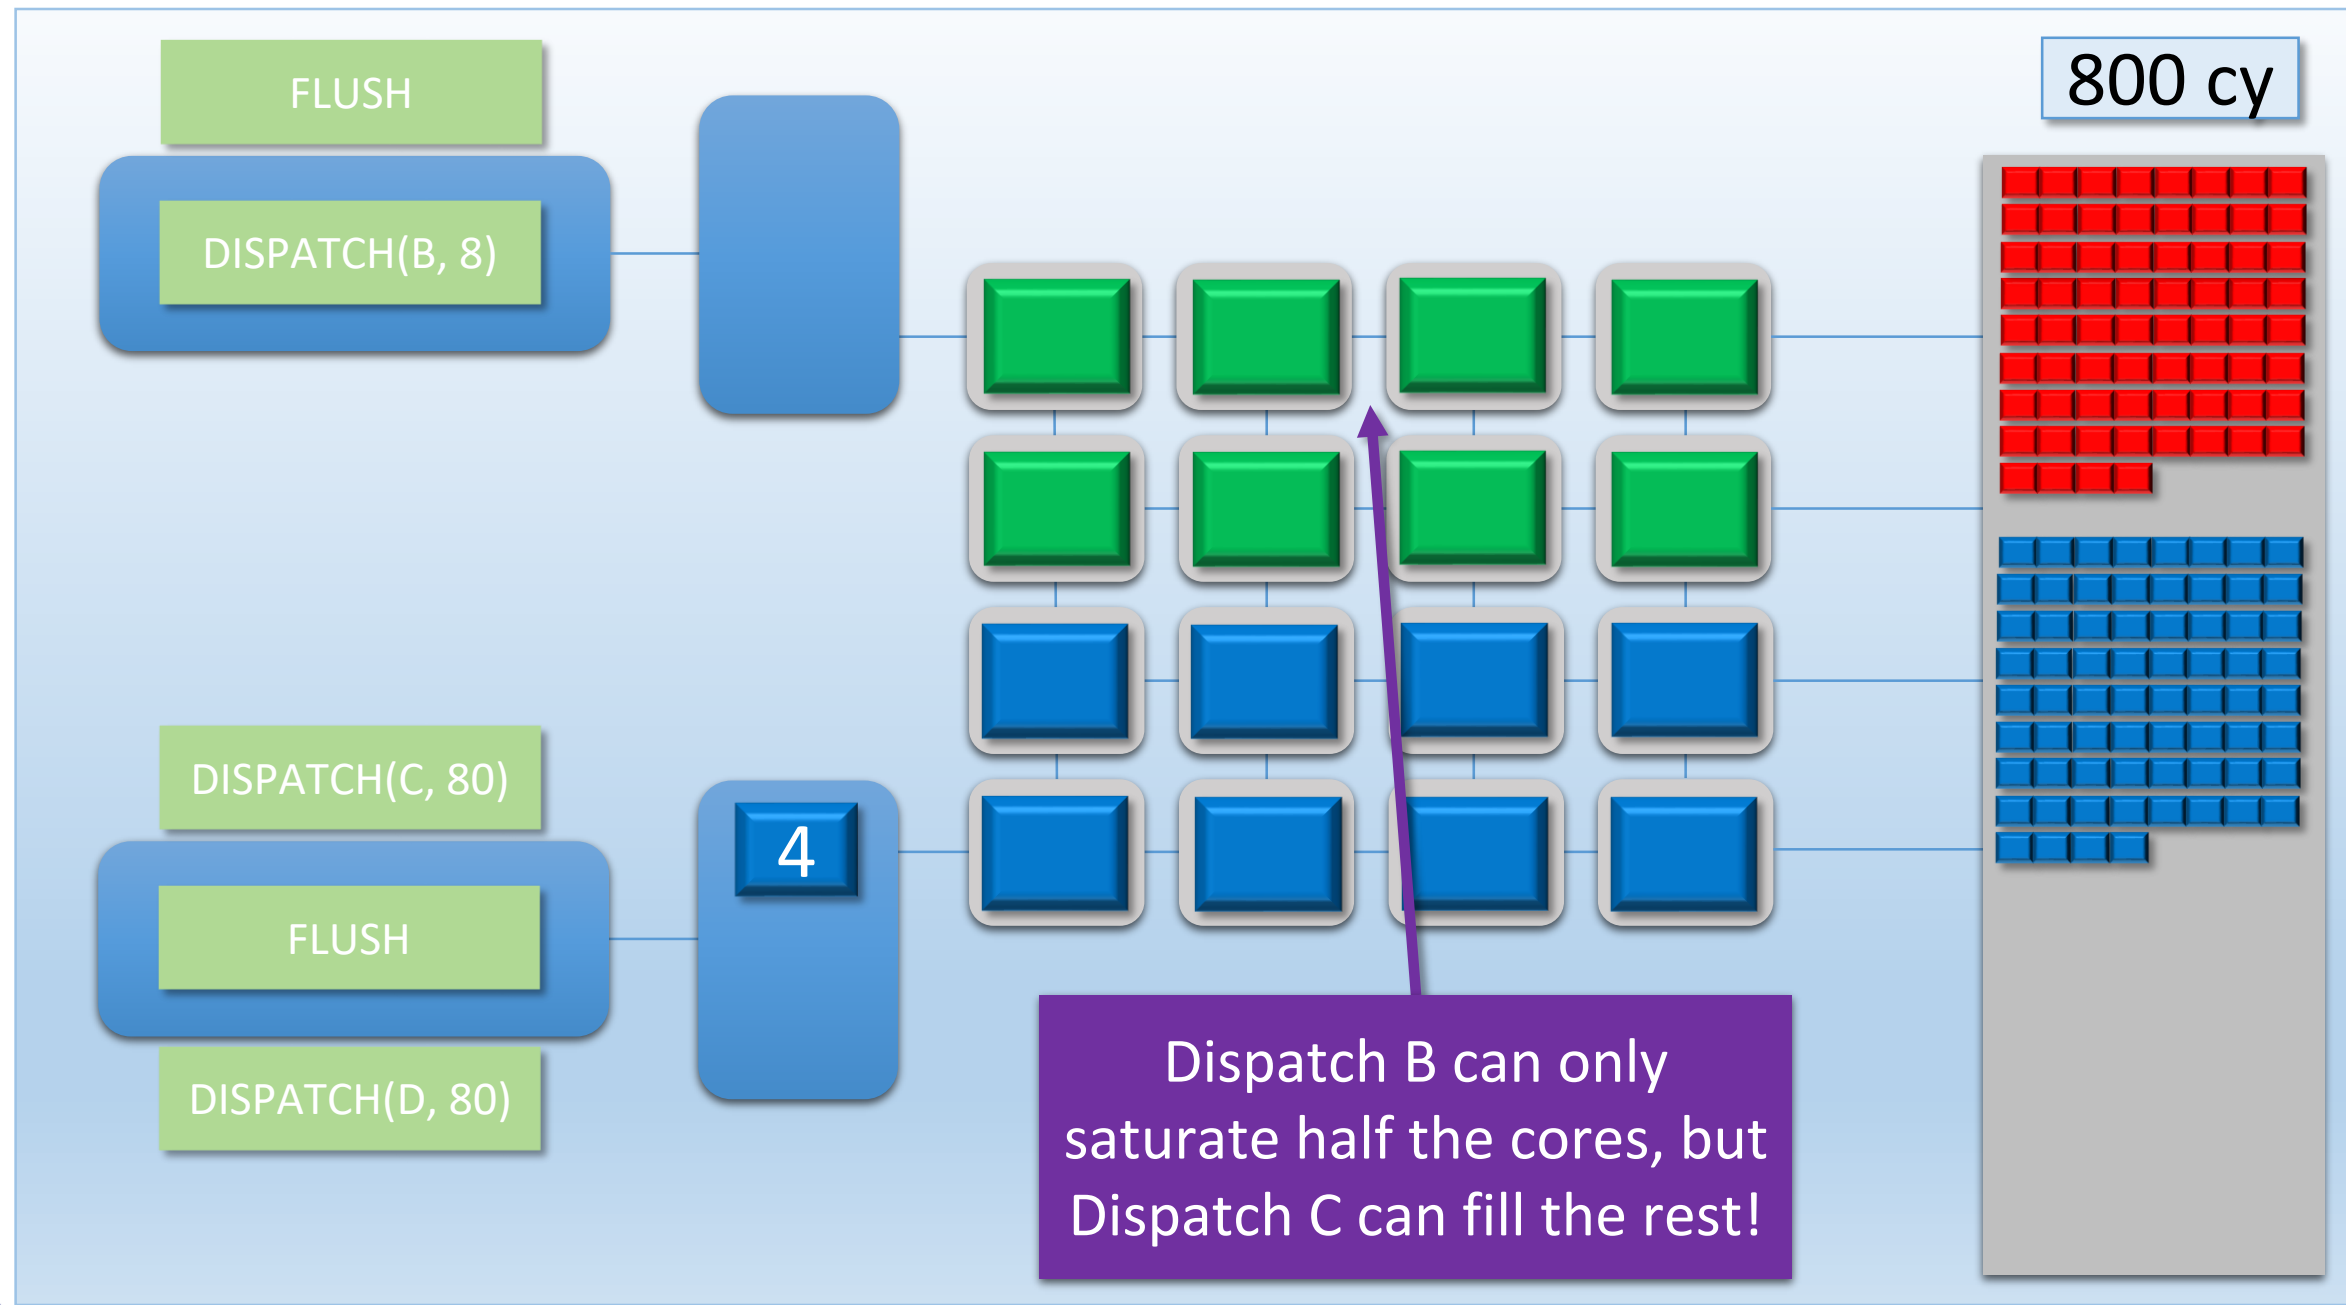 FLUSH
800 cy
DISPATCH(B, 8)
DISPATCH(C, 80)
4
FLUSH
DISPATCH(D, 80)
Dispatch B can only
saturate half the cores, but
Dispatch C can fill the rest!